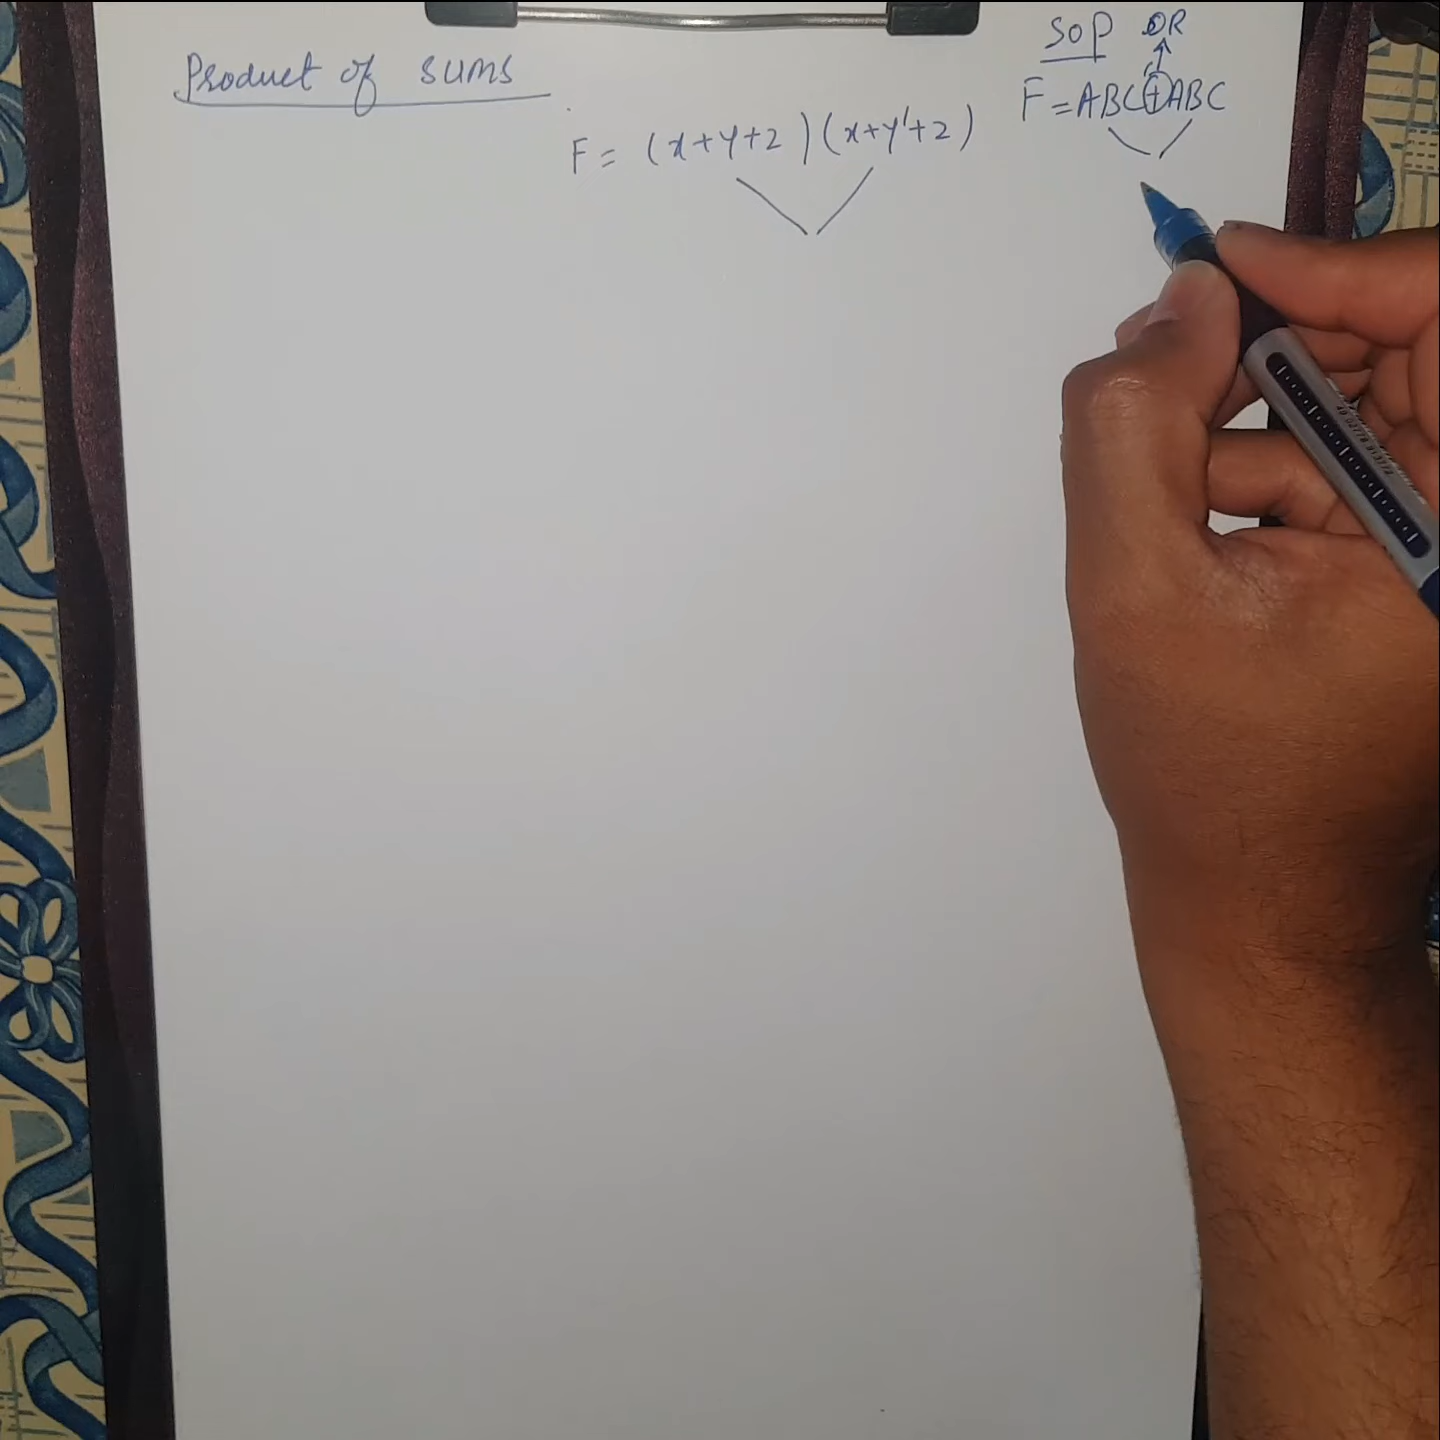 Product of sums
F = (x+y+z)(x+y'+z)
SOP OR
F = ABC'+ABC